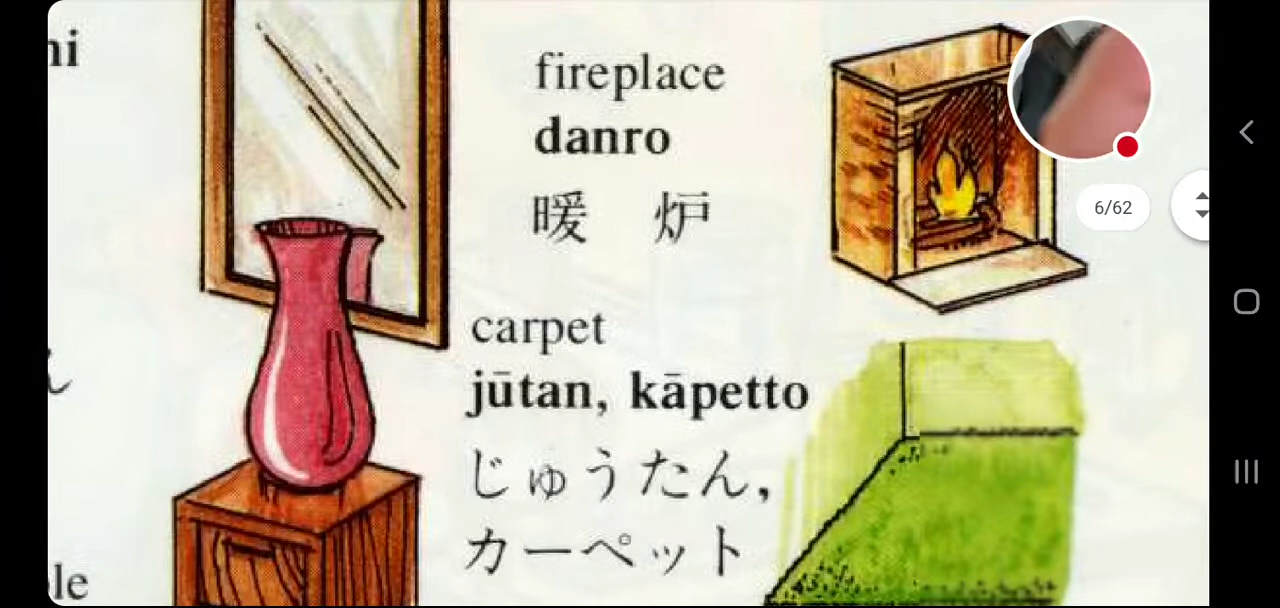 fireplace
danro
暖 炉
6/62
carpet
jūtan, kāpetto
じゅうたん,
カーペット